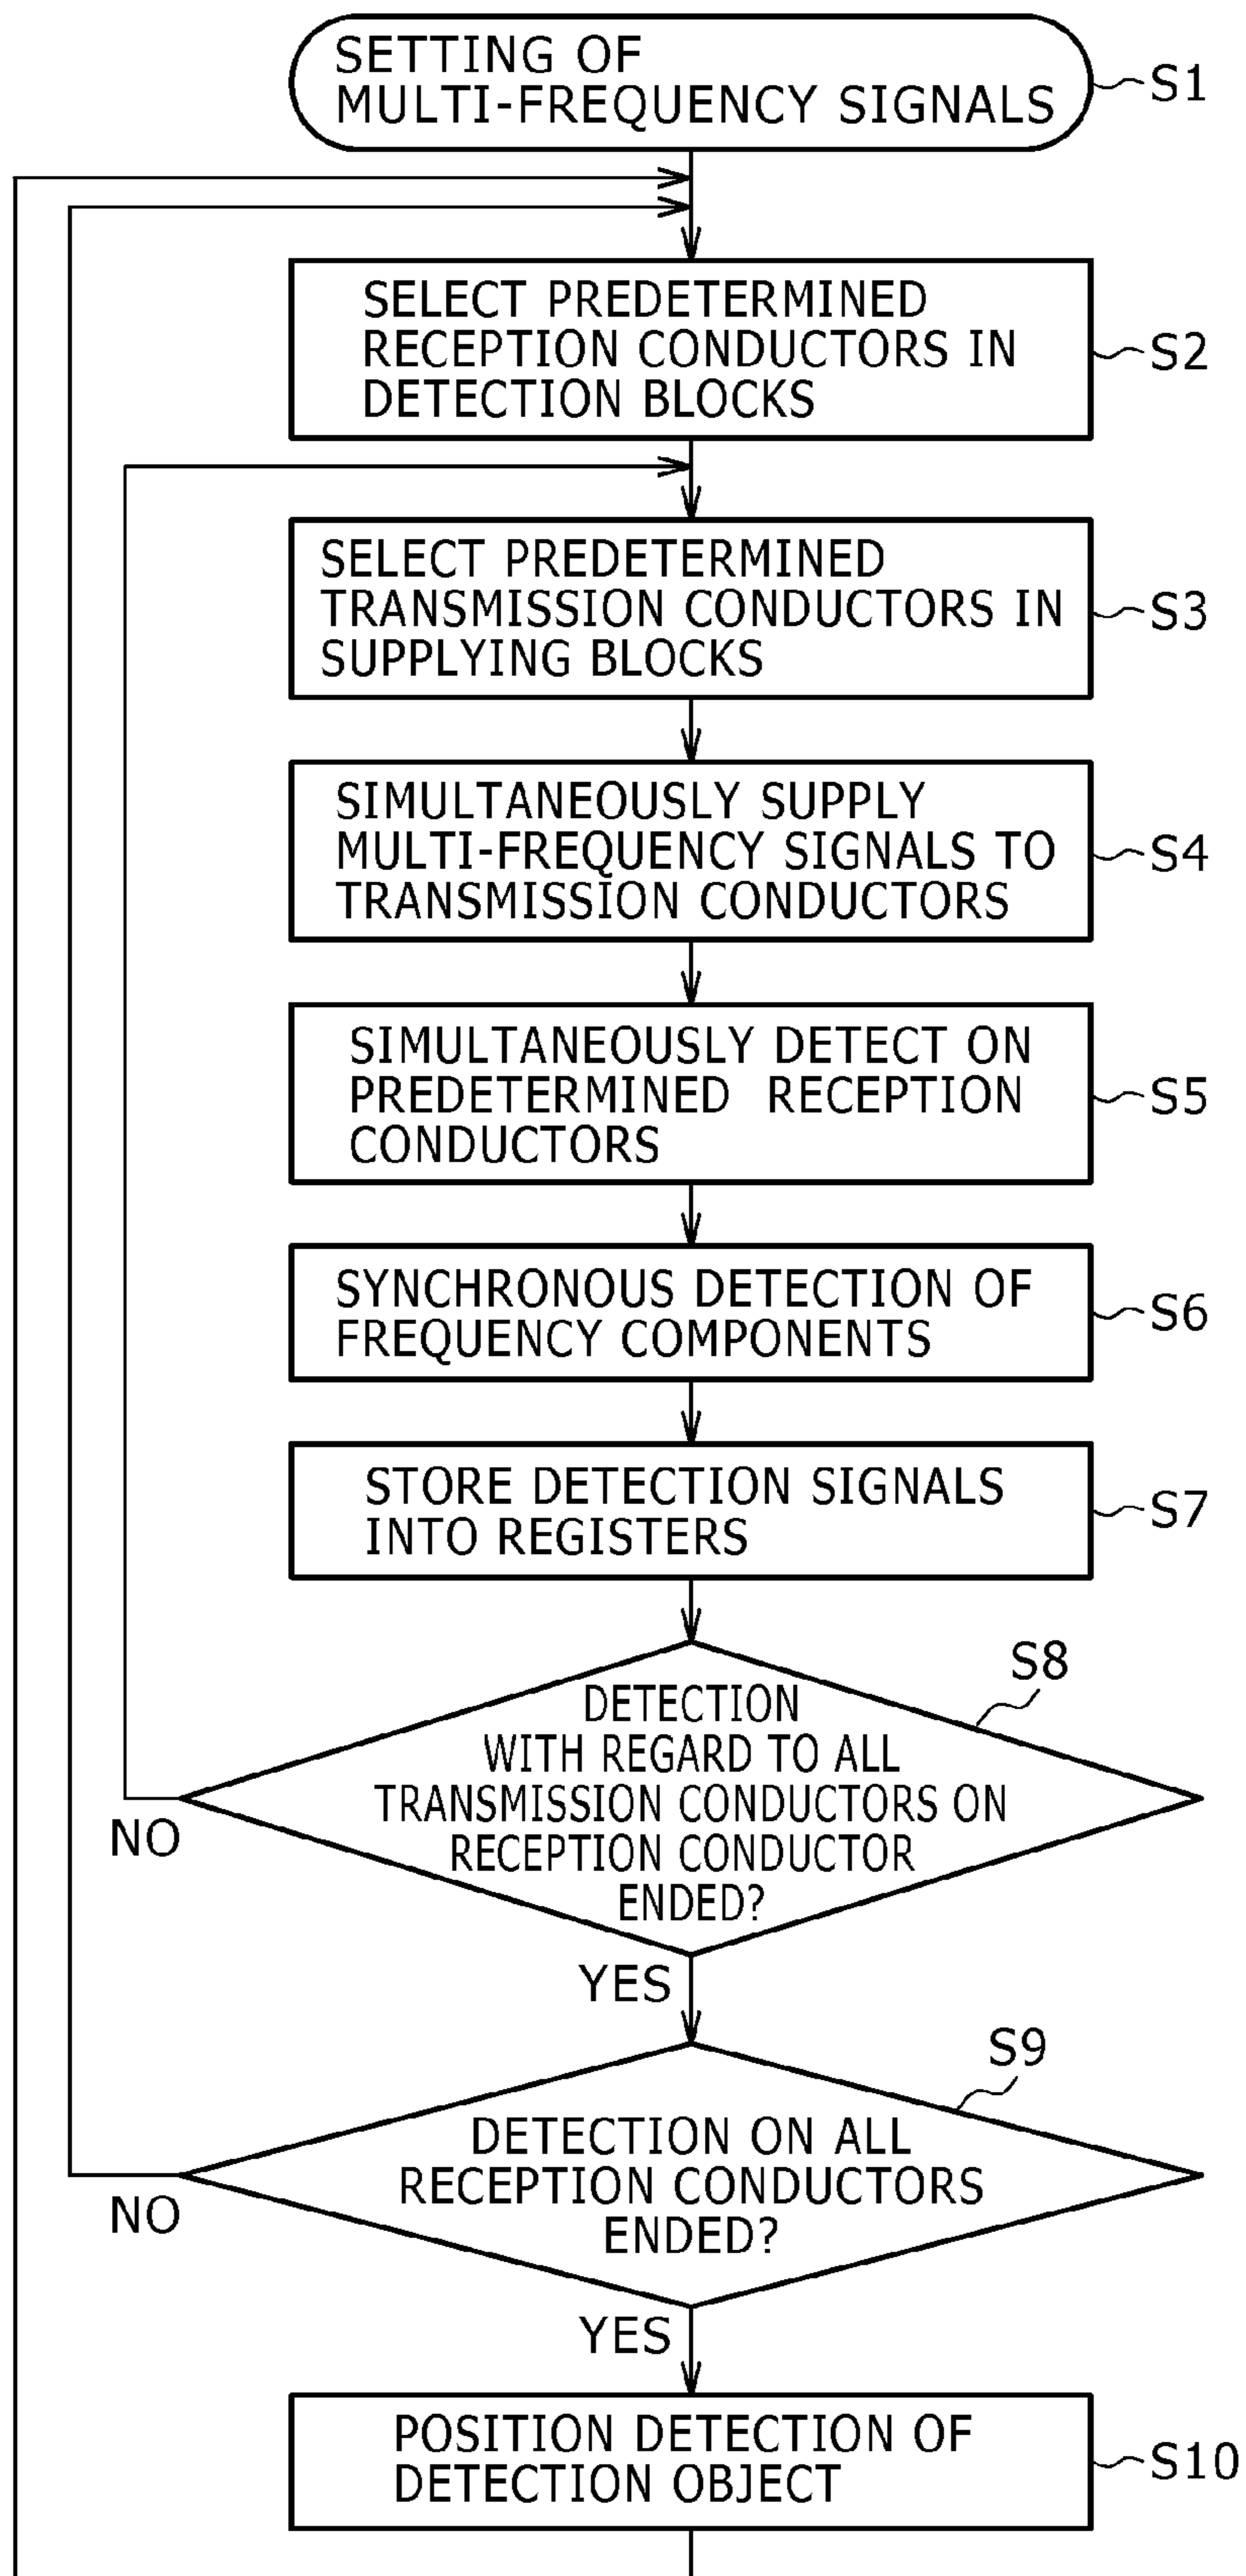 SETTING OF
MULTI-FREQUENCY SIGNALS
S1
SELECT PREDETERMINED
RECEPTION CONDUCTORS IN
DETECTION BLOCKS
S2
SELECT PREDETERMINED
TRANSMISSION CONDUCTORS IN
SUPPLYING BLOCKS
S3
SIMULTANEOUSLY SUPPLY
MULTI-FREQUENCY SIGNALS TO
TRANSMISSION CONDUCTORS
S4
SIMULTANEOUSLY DETECT ON
PREDETERMINED RECEPTION
CONDUCTORS
S5
SYNCHRONOUS DETECTION OF
FREQUENCY COMPONENTS
S6
STORE DETECTION SIGNALS
INTO REGISTERS
S7
S8
DETECTION
WITH REGARD TO ALL
TRANSMISSION CONDUCTORS ON
RECEPTION CONDUCTOR
ENDED?
NO
YES
S9
DETECTION ON ALL
RECEPTION CONDUCTORS
ENDED?
NO
YES
POSITION DETECTION OF
DETECTION OBJECT
S10